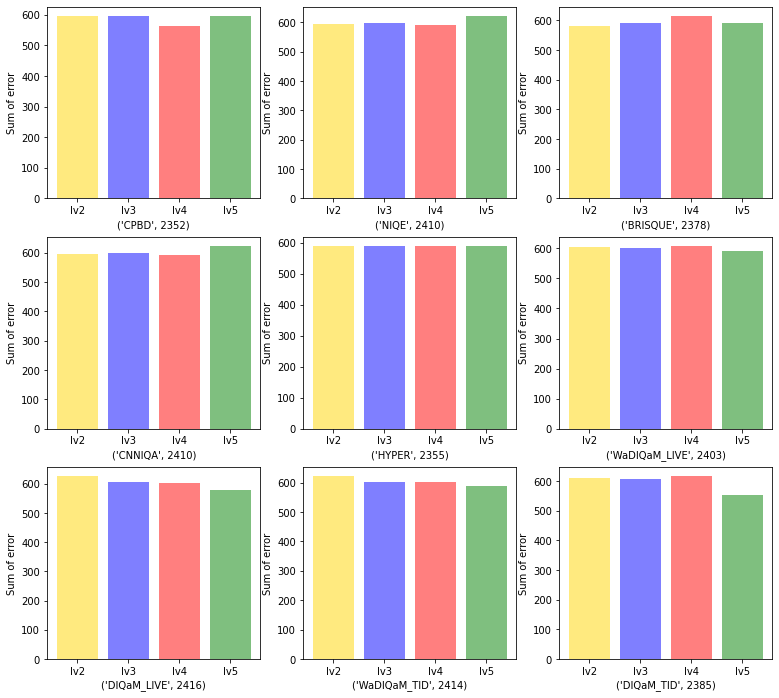 Sum of error
600
500
400
300
200
100
0
lv2 lv3 lv4 lv5
('CPBD', 2352)
Sum of error
600
500
400
300
200
100
0
lv2 lv3 lv4 lv5
('NIQE', 2410)
Sum of error
600
500
400
300
200
100
0
lv2 lv3 lv4 lv5
('BRISQUE', 2378)
Sum of error
600
500
400
300
200
100
0
lv2 lv3 lv4 lv5
('CNNIQA', 2410)
Sum of error
600
500
400
300
200
100
0
lv2 lv3 lv4 lv5
('HYPER', 2355)
Sum of error
600
500
400
300
200
100
0
lv2 lv3 lv4 lv5
('WaDIQaM_LIVE', 2403)
Sum of error
600
500
400
300
200
100
0
lv2 lv3 lv4 lv5
('DIQaM_LIVE', 2416)
Sum of error
600
500
400
300
200
100
0
lv2 lv3 lv4 lv5
('WaDIQaM_TID', 2414)
Sum of error
600
500
400
300
200
100
0
lv2 lv3 lv4 lv5
('DIQaM_TID', 2385)